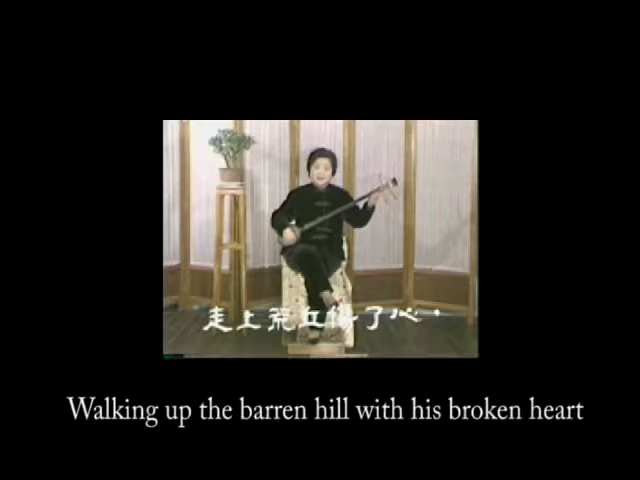 走上荒丘傷了心，
Walking up the barren hill with his broken heart